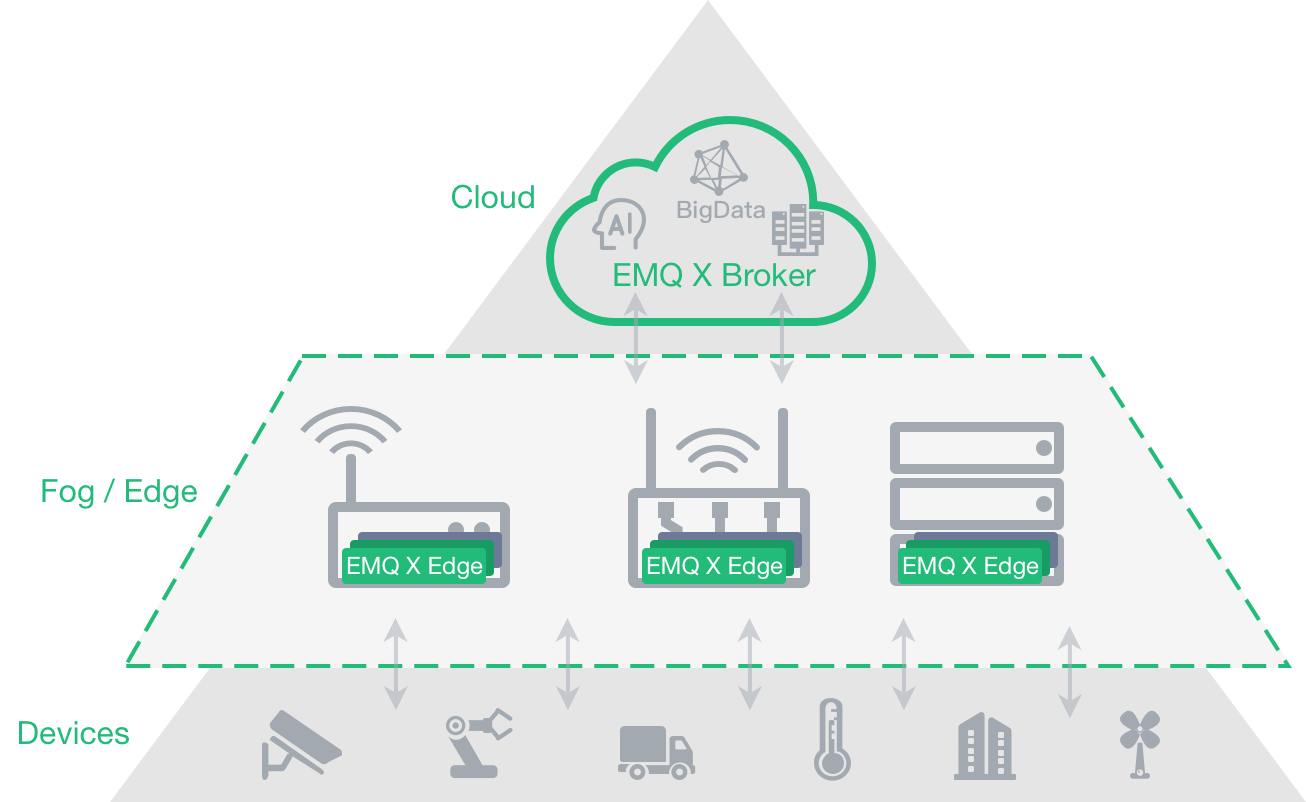 Cloud
AI
BigData
EMQ X Broker
Fog / Edge
EMQ X Edge
EMQ X Edge
EMQ X Edge
Devices